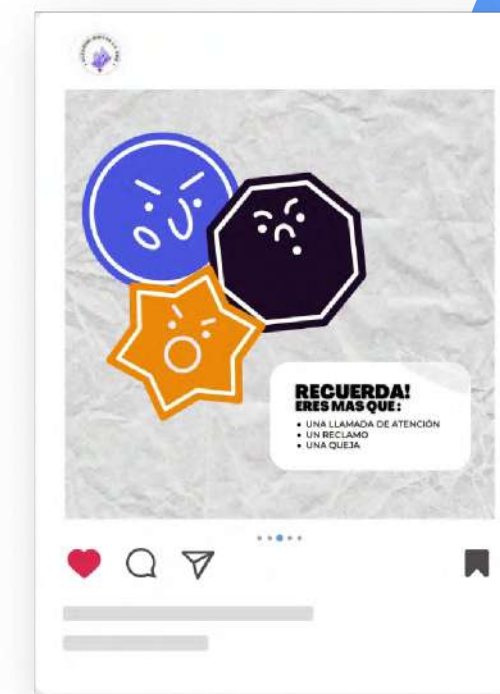 RECUERDA!
ERES MAS QUE:
• UNA LLAMADA DE ATENCIÓN
• UN RECLAMO
• UNA QUEJA